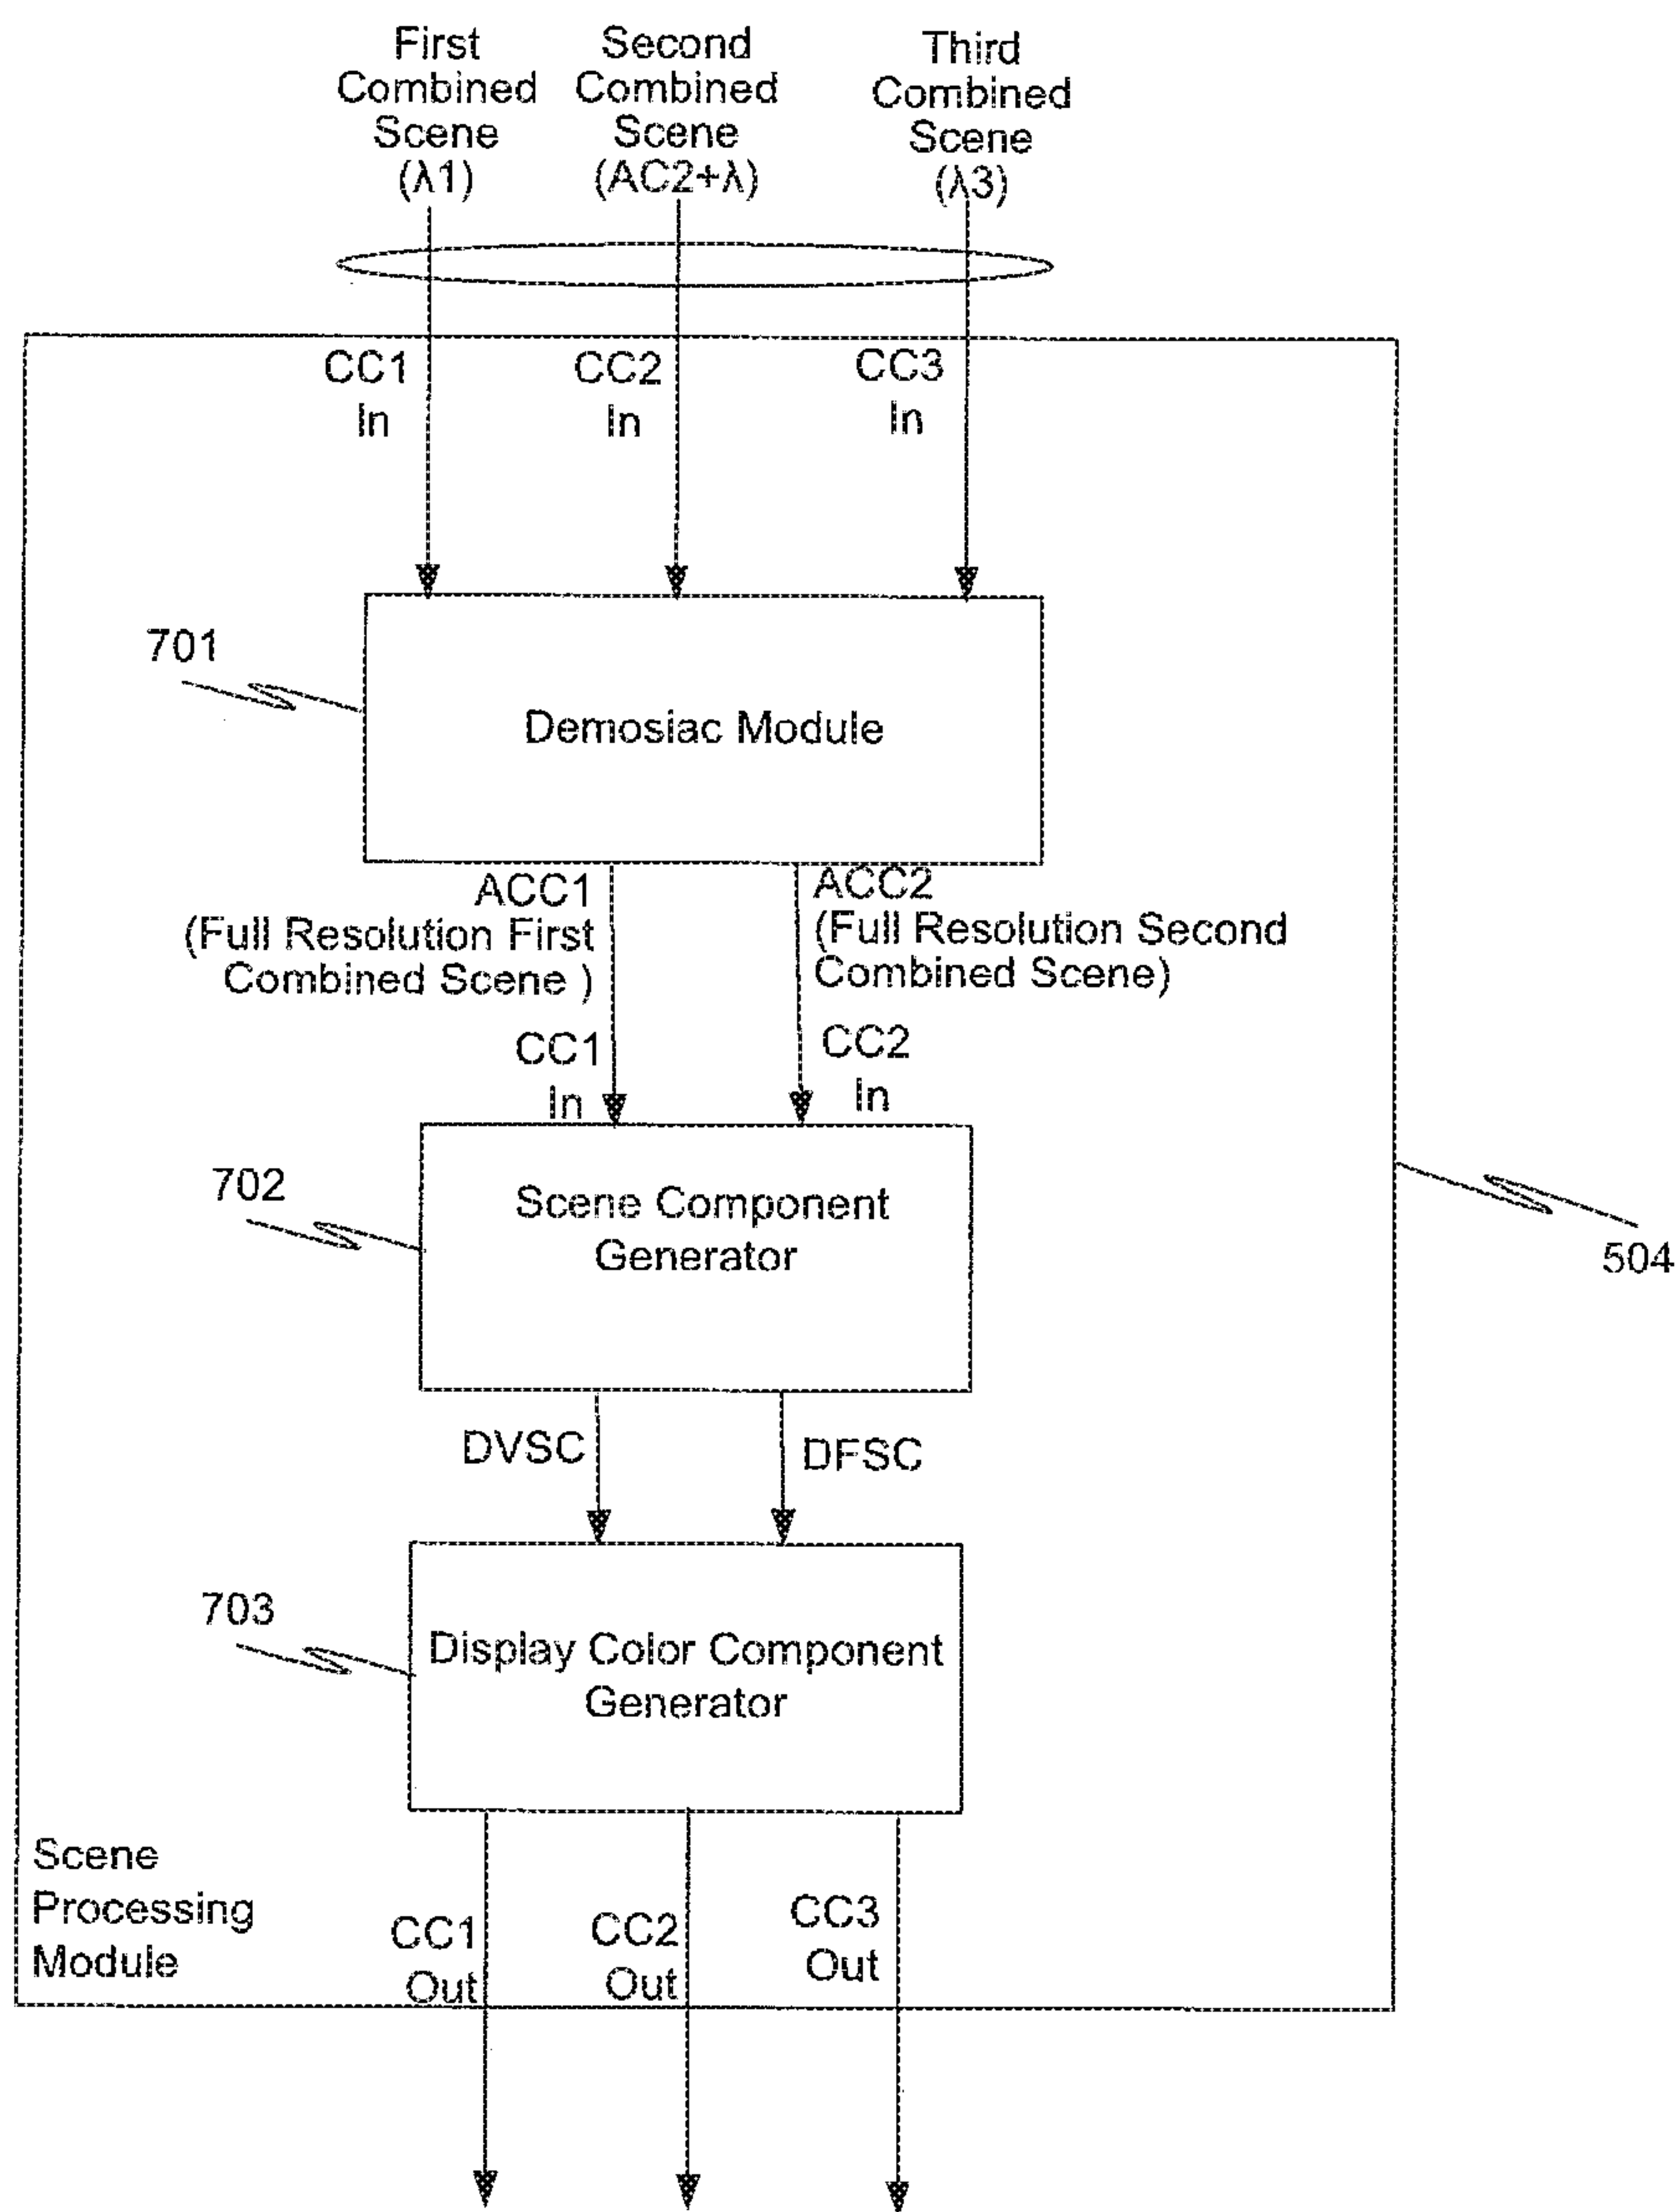 First
Combined
Scene
(λ1)
Second
Combined
Scene
(AC2+λ)
Third
Combined
Scene
(λ3)
CC1
In
CC2
In
CC3
In
701
Demosiac Module
ACC1
(Full Resolution First
Combined Scene )
ACC2
(Full Resolution Second
Combined Scene)
CC1
In
CC2
In
702
Scene Component
Generator
504
DVSC
DFSC
703
Display Color Component
Generator
Scene
Processing
Module
CC1
Out
CC2
Out
CC3
Out